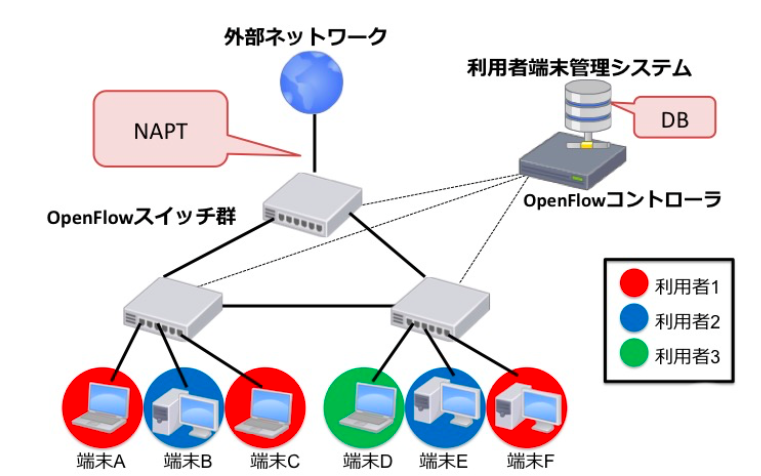 外部ネットワーク
利用者端末管理システム
NAPT
DB
OpenFlowコントローラ
OpenFlowスイッチ群
利用者1
利用者2
利用者3
端末A 端末B 端末C 端末D 端末E 端末F